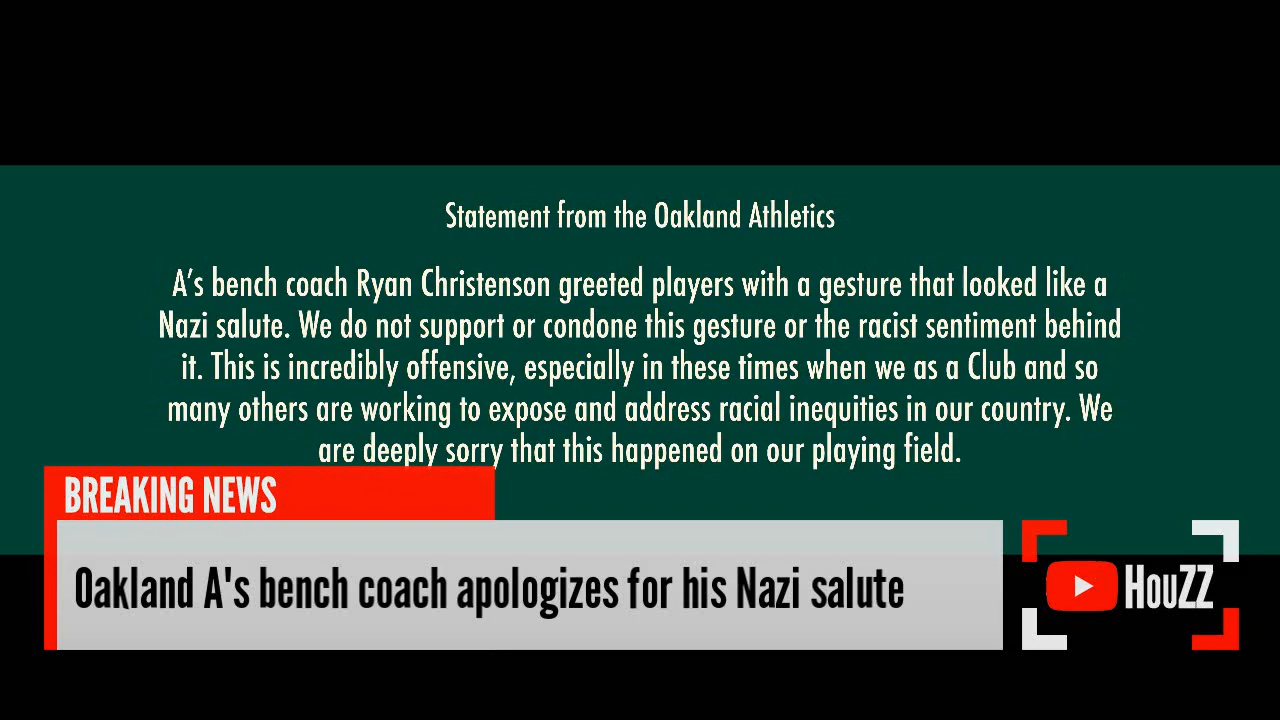 Statement from the Oakland Athletics
A’s bench coach Ryan Christenson greeted players with a gesture that looked like a
Nazi salute. We do not support or condone this gesture or the racist sentiment behind
it. This is incredibly offensive, especially in these times when we as a Club and so
many others are working to expose and address racial inequities in our country. We
are deeply sorry that this happened on our playing field.
BREAKING NEWS
Oakland A's bench coach apologizes for his Nazi salute
HouZZ